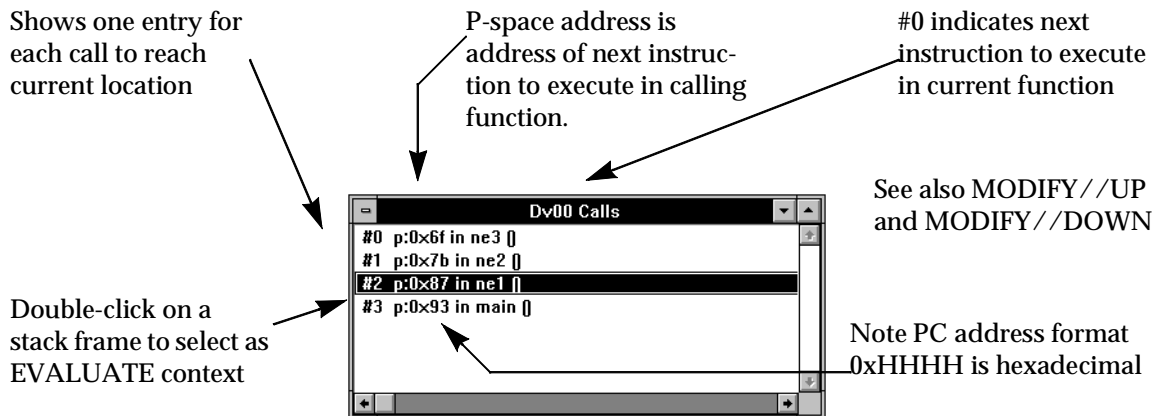 Shows one entry for
each call to reach
current location
P-space address is
address of next instruc-
tion to execute in calling
function.
#0 indicates next
instruction to execute
in current function
See also MODIFY//UP
and MODIFY//DOWN
Dv00 Calls
#0 p:0x6f in ne3 ()
#1 p:0x7b in ne2 ()
#2 p:0x87 in ne1 ()
#3 p:0x93 in main ()
Double-click on a
stack frame to select as
EVALUATE context
Note PC address format
0xHHHH is hexadecimal